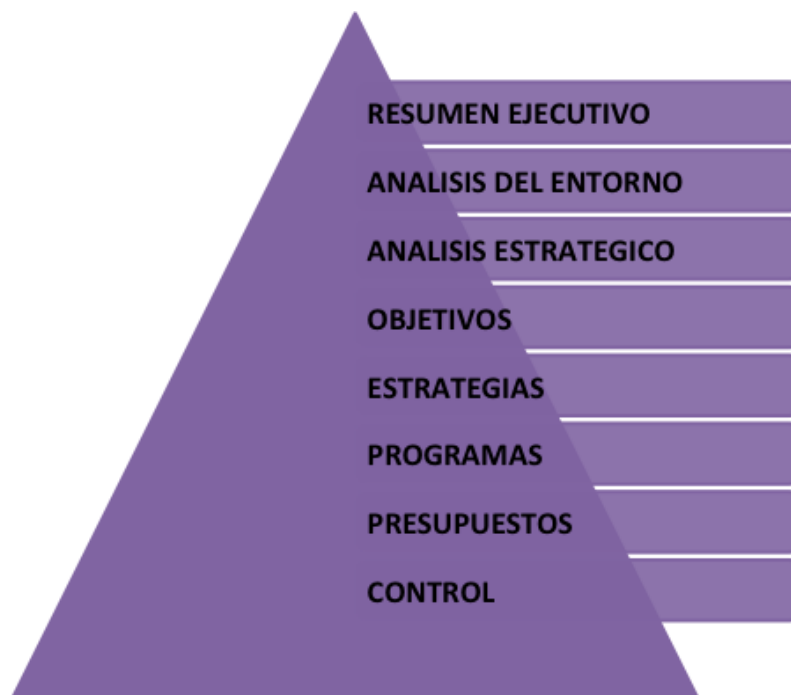 RESUMEN EJECUTIVO
ANALISIS DEL ENTORNO
ANALISIS ESTRATEGICO
OBJETIVOS
ESTRATEGIAS
PROGRAMAS
PRESUPUESTOS
CONTROL